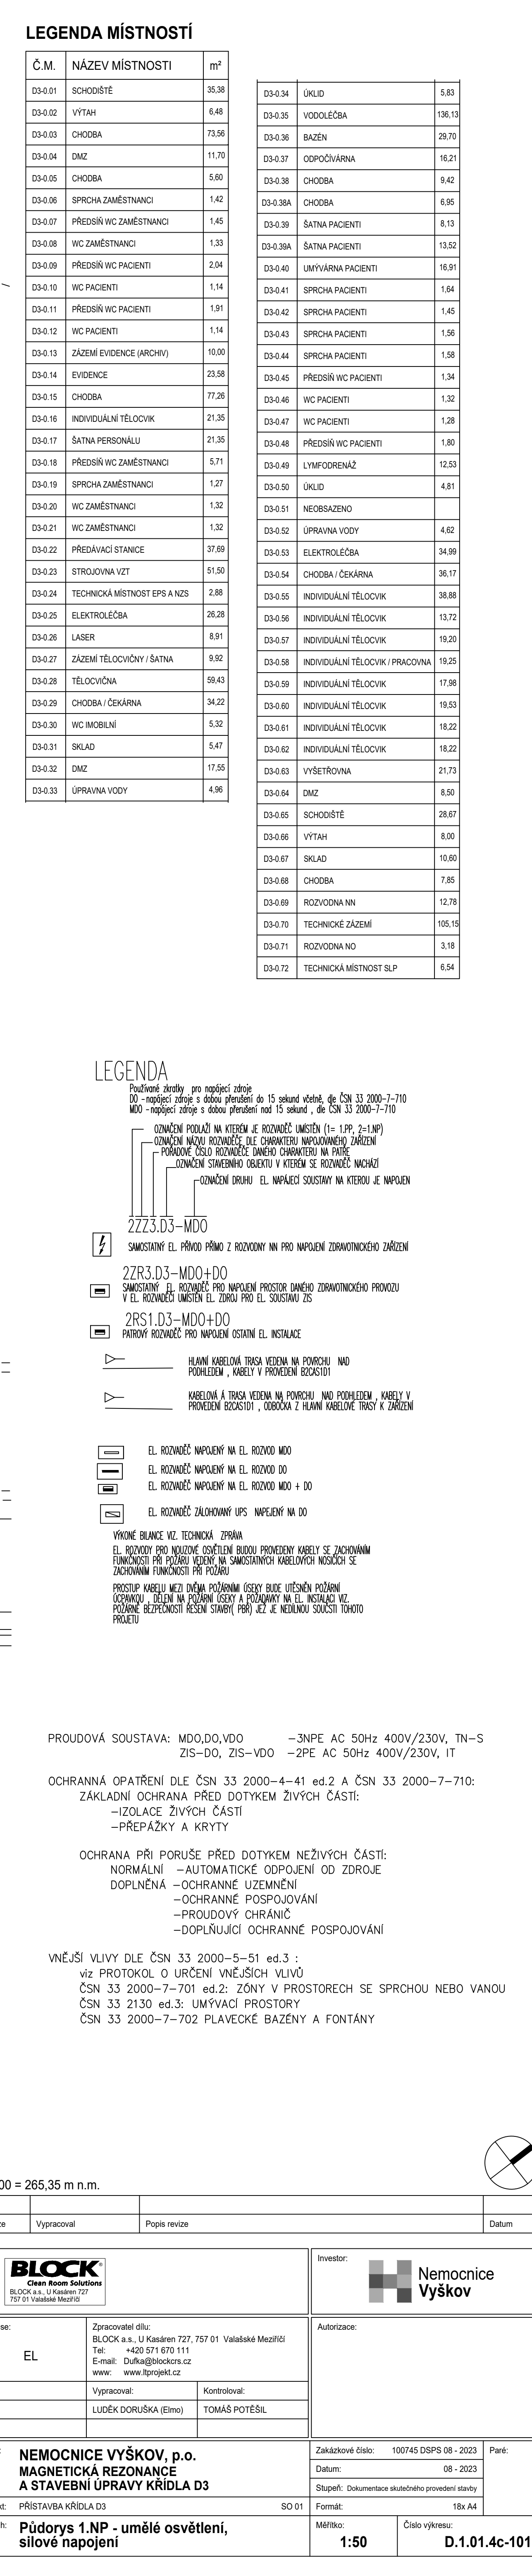 LEGENDA MÍSTNOSTÍ
Č.M. NÁZEV MÍSTNOSTI m²
D3-0.01 SCHODIŠTĚ 35,38
D3-0.02 VÝTAH 6,48
D3-0.03 CHODBA 73,56
D3-0.04 DMZ 11,70
D3-0.05 CHODBA 5,60
D3-0.06 SPRCHA ZAMĚSTNANCI 1,42
D3-0.07 PŘEDSÍŇ WC ZAMĚSTNANCI 1,45
D3-0.08 WC ZAMĚSTNANCI 1,33
D3-0.09 PŘEDSÍŇ WC PACIENTI 2,04
D3-0.10 WC PACIENTI 1,14
D3-0.11 PŘEDSÍŇ WC PACIENTI 1,91
D3-0.12 WC PACIENTI 1,14
D3-0.13 ZÁZEMÍ EVIDENCE (ARCHIV) 10,00
D3-0.14 EVIDENCE 23,58
D3-0.15 CHODBA 77,26
D3-0.16 INDIVIDUÁLNÍ TĚLOCVIK 21,35
D3-0.17 ŠATNA PERSONÁLU 21,35
D3-0.18 PŘEDSÍŇ WC ZAMĚSTNANCI 5,71
D3-0.19 SPRCHA ZAMĚSTNANCI 1,27
D3-0.20 WC ZAMĚSTNANCI 1,32
D3-0.21 WC ZAMĚSTNANCI 1,32
D3-0.22 PŘEDÁVACÍ STANICE 37,69
D3-0.23 STROJOVNA VZT 51,50
D3-0.24 TECHNICKÁ MÍSTNOST EPS A NZS 2,88
D3-0.25 ELEKTROLÉČBA 26,28
D3-0.26 LASER 8,91
D3-0.27 ZÁZEMÍ TĚLOCVIČNY / ŠATNA 9,92
D3-0.28 TĚLOCVIČNA 59,43
D3-0.29 CHODBA / ČEKÁRNA 34,22
D3-0.30 WC IMOBILNÍ 5,32
D3-0.31 SKLAD 5,47
D3-0.32 DMZ 17,55
D3-0.33 ÚPRAVNA VODY 4,96
D3-0.34 ÚKLID 5,83
D3-0.35 VODOLÉČBA 136,13
D3-0.36 BAZÉN 29,70
D3-0.37 ODPOČÍVÁRNA 16,21
D3-0.38 CHODBA 9,42
D3-0.38A CHODBA 6,95
D3-0.39 ŠATNA PACIENTI 8,13
D3-0.39A ŠATNA PACIENTI 13,52
D3-0.40 UMÝVÁRNA PACIENTI 16,91
D3-0.41 SPRCHA PACIENTI 1,64
D3-0.42 SPRCHA PACIENTI 1,45
D3-0.43 SPRCHA PACIENTI 1,56
D3-0.44 SPRCHA PACIENTI 1,58
D3-0.45 PŘEDSÍŇ WC PACIENTI 1,34
D3-0.46 WC PACIENTI 1,32
D3-0.47 WC PACIENTI 1,28
D3-0.48 PŘEDSÍŇ WC PACIENTI 1,80
D3-0.49 LYMFODRENÁŽ 12,53
D3-0.50 ÚKLID 4,81
D3-0.51 NEOBSAZENO
D3-0.52 ÚPRAVNA VODY 4,62
D3-0.53 ELEKTROLÉČBA 34,99
D3-0.54 CHODBA / ČEKÁRNA 36,17
D3-0.55 INDIVIDUÁLNÍ TĚLOCVIK 38,88
D3-0.56 INDIVIDUÁLNÍ TĚLOCVIK 13,72
D3-0.57 INDIVIDUÁLNÍ TĚLOCVIK 19,20
D3-0.58 INDIVIDUÁLNÍ TĚLOCVIK / PRACOVNA 19,25
D3-0.59 INDIVIDUÁLNÍ TĚLOCVIK 17,98
D3-0.60 INDIVIDUÁLNÍ TĚLOCVIK 19,53
D3-0.61 INDIVIDUÁLNÍ TĚLOCVIK 18,22
D3-0.62 INDIVIDUÁLNÍ TĚLOCVIK 18,22
D3-0.63 VYŠETŘOVNA 21,73
D3-0.64 DMZ 8,50
D3-0.65 SCHODIŠTĚ 28,67
D3-0.66 VÝTAH 8,00
D3-0.67 SKLAD 10,60
D3-0.68 CHODBA 7,85
D3-0.69 ROZVODNA NN 12,78
D3-0.70 TECHNICKÉ ZÁZEMÍ 105,15
D3-0.71 ROZVODNA NO 3,18
D3-0.72 TECHNICKÁ MÍSTNOST SLP 6,54
LEGENDA
Používané zkratky pro napájecí zdroje
DO -napájecí zdroje s dobou přerušení do 15 sekund včetně, dle ČSN 33 2000-7-710
MDO -napájecí zdroje s dobou přerušení nad 15 sekund , dle ČSN 33 2000-7-710
OZNAČENÍ PODLAŽÍ NA KTERÉM JE ROZVADĚČ UMÍSTĚN (1= 1.PP, 2=1.NP)
OZNAČENÍ NÁZVU ROZVADĚČE DLE CHARAKTERU NAPOJOVANÉHO ZAŘÍZENÍ
POŘADOVÉ ČÍSLO ROZVADĚČE DANÉHO CHARAKTERU NA PATŘE
OZNAČENÍ STAVEBNÍHO OBJEKTU V KTERÉM SE ROZVADĚČ NACHÁZÍ
OZNAČENÍ DRUHU EL. NAPÁJECÍ SOUSTAVY NA KTEROU JE NAPOJEN
2ZZ3.D3-MDO
SAMOSTATNÝ EL. PŘÍVOD PŘÍMO Z ROZVODNY NN PRO NAPOJENÍ ZDRAVOTNICKÉHO ZAŘÍZENÍ
2ZR3.D3-MDO+DO
SAMOSTATNÝ EL. ROZVADĚČ PRO NAPOJENÍ PROSTOR DANÉHO ZDRAVOTNICKÉHO PROVOZU
V EL. ROZVADĚČI UMÍSTĚN EL. ZDROJ PRO EL. SOUSTAVU ZIS
2RS1.D3-MDO+DO
PATROVÝ ROZVADĚČ PRO NAPOJENÍ OSTATNÍ EL. INSTALACE
HLAVNÍ KABELOVÁ TRASA VEDENA NA POVRCHU NAD
PODHLEDEM , KABELY V PROVEDENÍ B2CAS1D1
KABELOVÁ Á TRASA VEDENA NA POVRCHU NAD PODHLEDEM , KABELY V
PROVEDENÍ B2CAS1D1 , ODBOČKA Z HLAVNÍ KABELOVÉ TRASY K ZAŘÍZENÍ
EL. ROZVADĚČ NAPOJENÝ NA EL. ROZVOD MDO
EL. ROZVADĚČ NAPOJENÝ NA EL. ROZVOD DO
EL. ROZVADĚČ NAPOJENÝ NA EL. ROZVOD MDO + DO
EL. ROZVADĚČ ZÁLOHOVANÝ UPS NAPEJENÝ NA DO
VÝKONÉ BILANCE VIZ. TECHNICKÁ ZPRÁVA
EL. ROZVODY PRO NOUZOVÉ OSVĚTLENÍ BUDOU PROVEDENY KABELY SE ZACHOVÁNÍM
FUNKČNOSTI PŘI POŽÁRU VEDENÝ NA SAMOSTATNÝCH KABELOVÝCH NOSIČÍCH SE
ZACHOVÁNÍM FUNKČNOSTI PŘI POŽÁRU
PROSTUP KABELU MEZI DVĚMA POŽÁRNÍMI ÚSEKY BUDE UTĚSNĚN POŽÁRNÍ
UCPÁVKOU , DĚLENÍ NA POŽÁRNÍ ÚSEKY A POŽADAVKY NA EL. INSTALACI VIZ.
POŽÁRNĚ BEZPEČNOSTÍ ŘEŠENÍ STAVBY( PBŘ) JEŽ JE NEDÍLNOU SOUČSTI TOHOTO
PROJETU
PROUDOVÁ SOUSTAVA: MDO,DO,VDO -3NPE AC 50Hz 400V/230V, TN-S
ZIS-DO, ZIS-VDO -2PE AC 50Hz 400V/230V, IT
OCHRANNÁ OPATŘENÍ DLE ČSN 33 2000-4-41 ed.2 A ČSN 33 2000-7-710:
ZÁKLADNÍ OCHRANA PŘED DOTYKEM ŽIVÝCH ČÁSTÍ:
-IZOLACE ŽIVÝCH ČÁSTÍ
-PŘEPÁŽKY A KRYTY
OCHRANA PŘI PORUŠE PŘED DOTYKEM NEŽIVÝCH ČÁSTÍ:
NORMÁLNÍ -AUTOMATICKÉ ODPOJENÍ OD ZDROJE
DOPLNĚNÁ -OCHRANNÉ UZEMNĚNÍ
-OCHRANNÉ POSPOJOVÁNÍ
-PROUDOVÝ CHRÁNIČ
-DOPLŇUJÍCÍ OCHRANNÉ POSPOJOVÁNÍ
VNĚJŠÍ VLIVY DLE ČSN 33 2000-5-51 ed.3 :
viz PROTOKOL O URČENÍ VNĚJŠÍCH VLIVŮ
ČSN 33 2000-7-701 ed.2: ZÓNY V PROSTORECH SE SPRCHOU NEBO VANOU
ČSN 33 2130 ed.3: UMÝVACÍ PROSTORY
ČSN 33 2000-7-702 PLAVECKÉ BAZÉNY A FONTÁNY
00 = 265,35 m n.m.
ze Vypracoval Popis revize Datum
BLOCK®
Clean Room Solutions
BLOCK a.s., U Kasáren 727
757 01 Valašské Meziříčí
Investor:
Nemocnice
Vyškov
se:
EL
Zpracovatel dílu:
BLOCK a.s., U Kasáren 727, 757 01 Valašské Meziříčí
Tel: +420 571 670 111
E-mail: Dufka@blockcrs.cz
www: www.ltprojekt.cz
Autorizace:
Vypracoval: Kontroloval:
LUDĚK DORUŠKA (Elmo) TOMÁŠ POTĚŠIL
NEMOCNICE VYŠKOV, p.o.
MAGNETICKÁ REZONANCE
A STAVEBNÍ ÚPRAVY KŘÍDLA D3
Zakázkové číslo: 100745 DSPS 08 - 2023 Paré:
Datum: 08 - 2023
Stupeň: Dokumentace skutečného provedení stavby
kt: PŘÍSTAVBA KŘÍDLA D3 SO 01
Formát: 18x A4
h: Půdorys 1.NP - umělé osvětlení,
silové napojení
Měřítko: Číslo výkresu:
1:50 D.1.01.4c-101